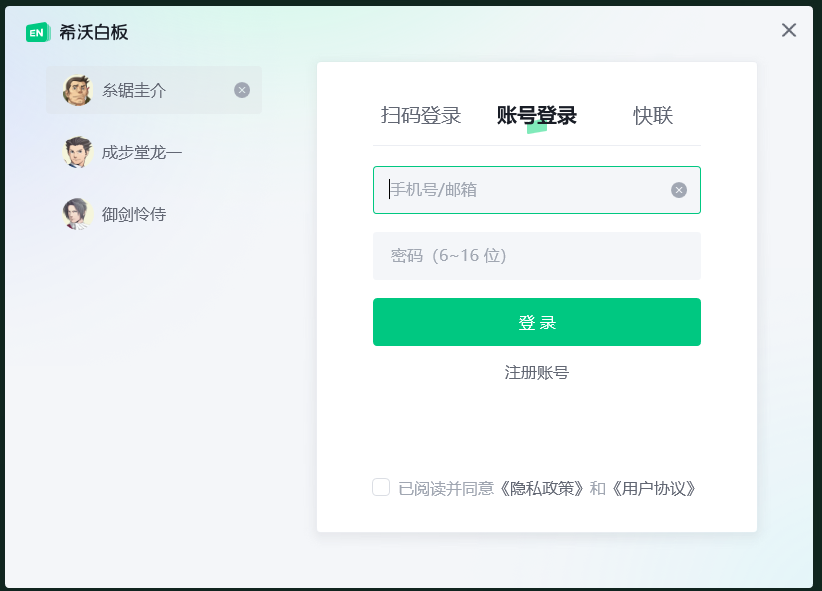 EN 希沃白板
糸锯圭介
成步堂龙一
御剑怜侍
扫码登录 账号登录 快联
手机号/邮箱
密码（6~16 位）
登 录
注册账号
已阅读并同意《隐私政策》和《用户协议》